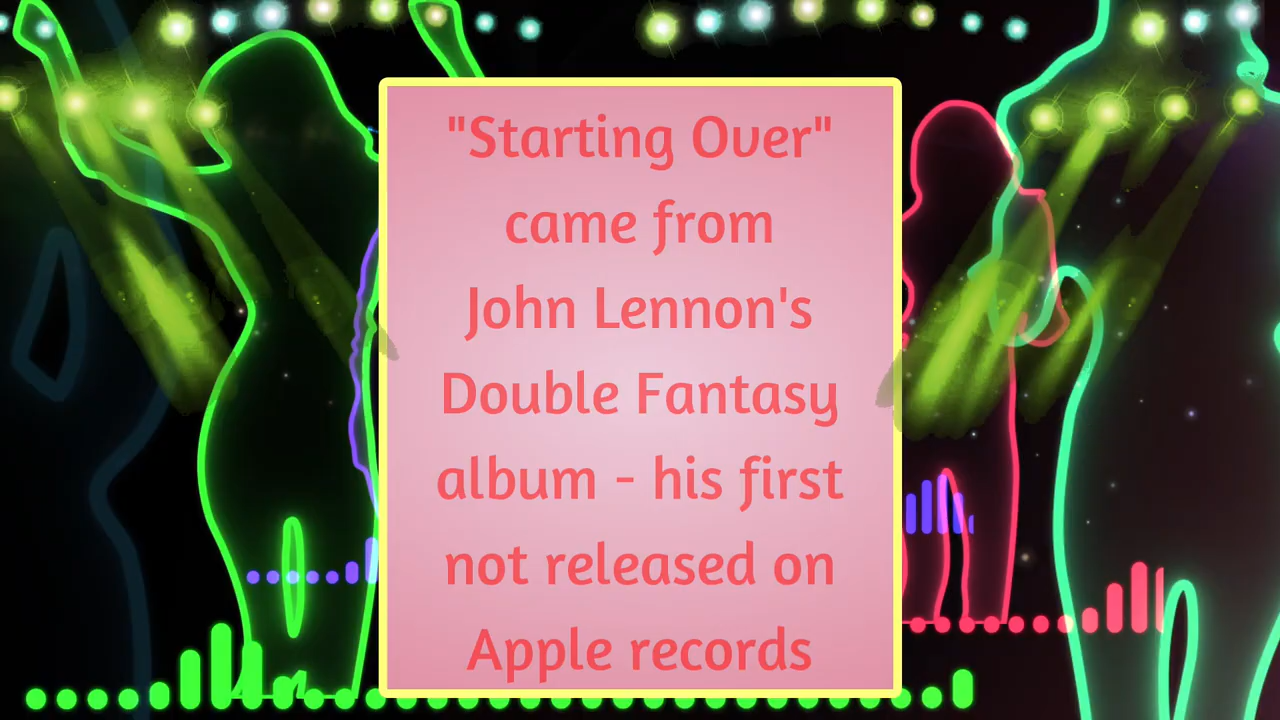 "Starting Over"
came from
John Lennon's
Double Fantasy
album - his first
not released on
Apple records